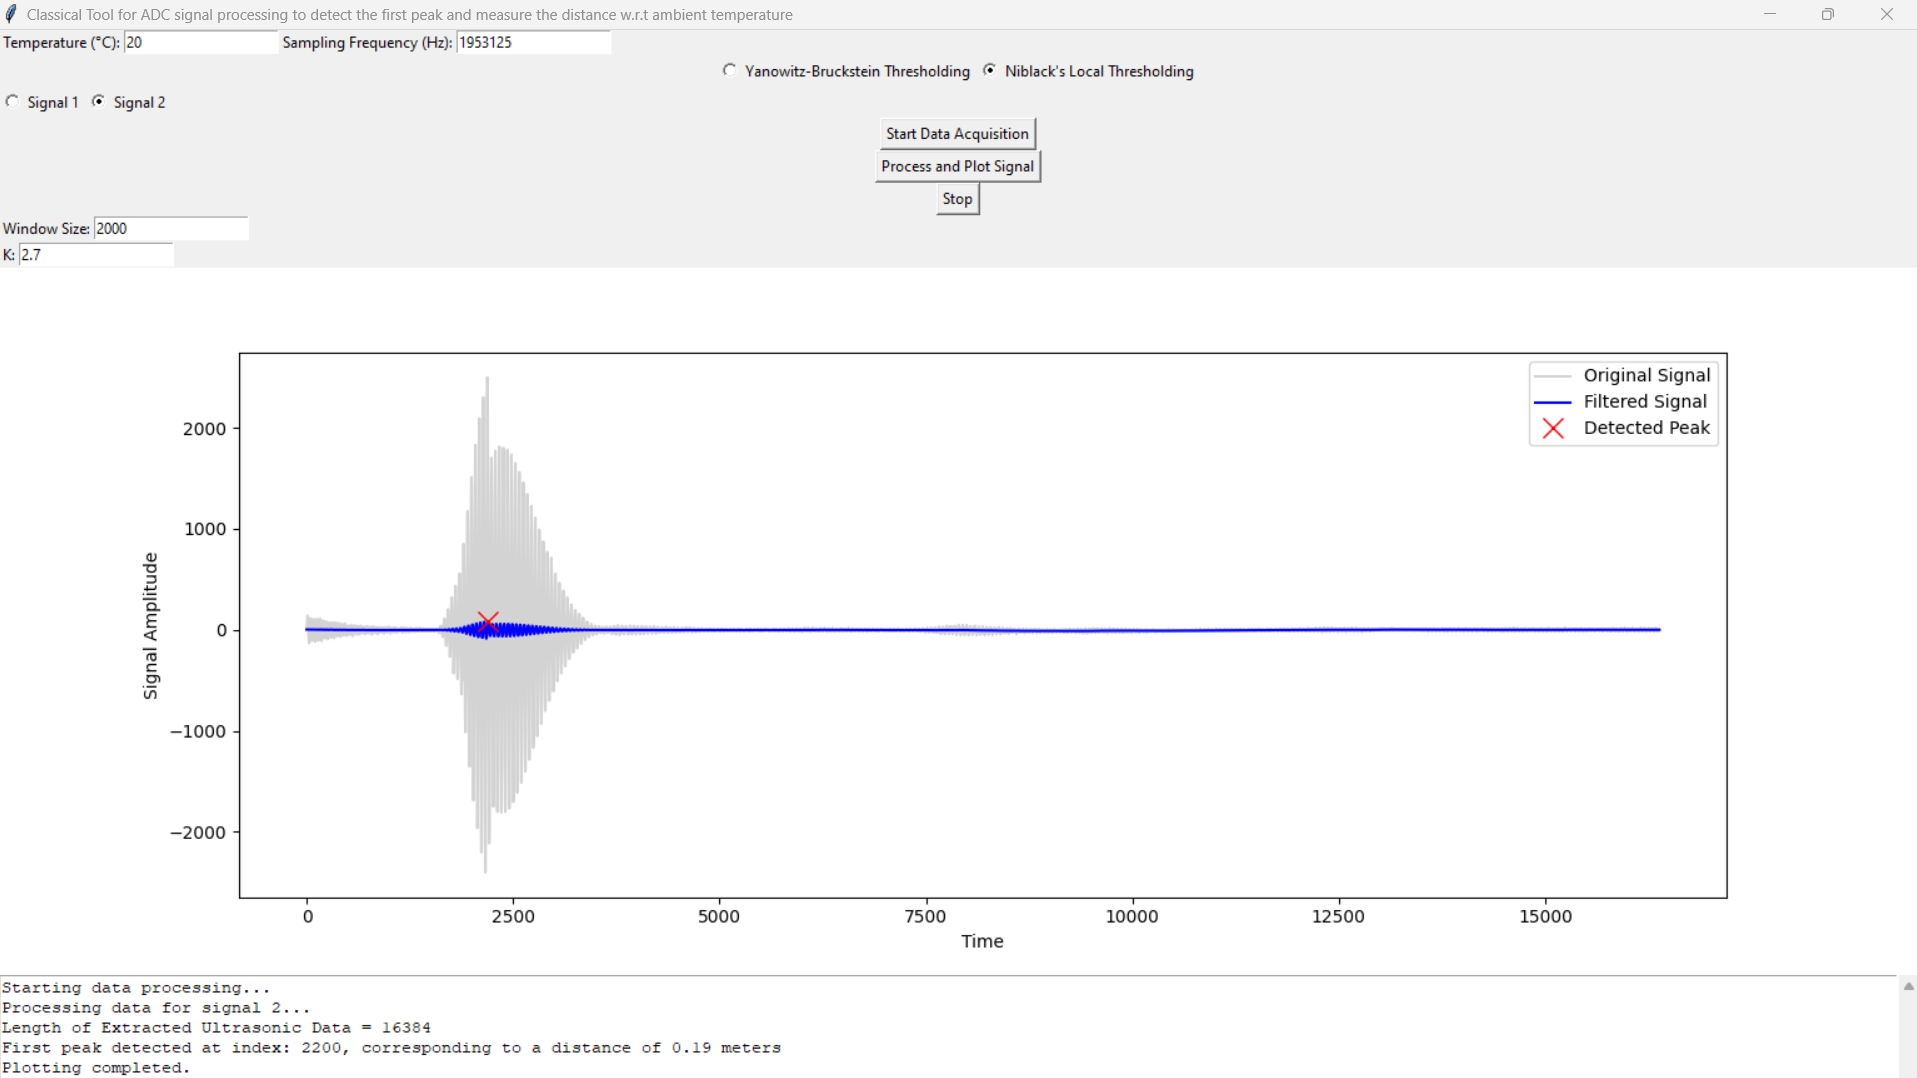 Classical Tool for ADC signal processing to detect the first peak and measure the distance w.r.t ambient temperature
Temperature (°C): 20 Sampling Frequency (Hz): 1953125
Yanowitz-Bruckstein Thresholding Niblack's Local Thresholding
Signal 1 Signal 2
Start Data Acquisition
Process and Plot Signal
Stop
Window Size: 2000
K: 2.7
Original Signal
Filtered Signal
Detected Peak
2000
1000
0
−1000
−2000
Signal Amplitude
0 2500 5000 7500 10000 12500 15000
Time
Starting data processing...
Processing data for signal 2...
Length of Extracted Ultrasonic Data = 16384
First peak detected at index: 2200, corresponding to a distance of 0.19 meters
Plotting completed.